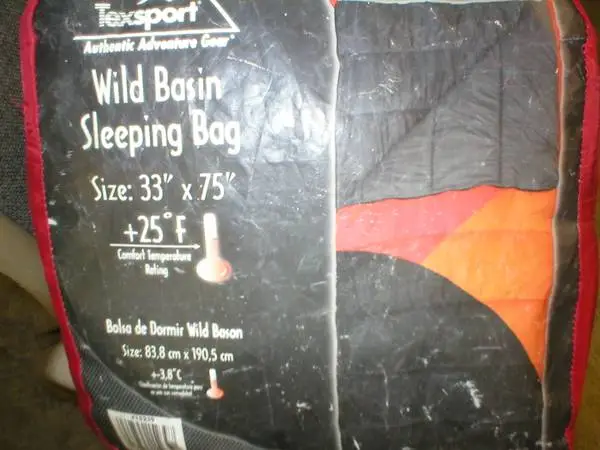 Texsport
Authentic Adventure Gear
Wild Basin
Sleeping Bag
Size: 33" x 75"
+25°F
Comfort Temperature
Rating
Bolsa de Dormir Wild Bason
Size: 83,8 cm x 190,5 cm
+-3,8°C